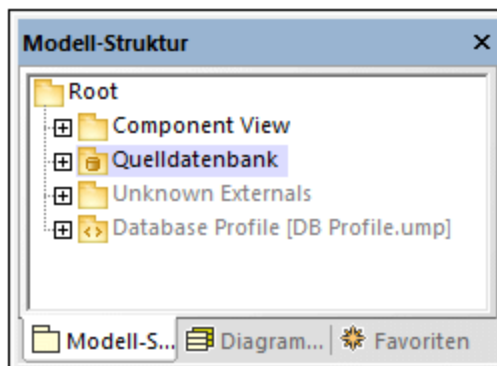 Modell-Struktur
Root
Component View
Quelldatenbank
Unknown Externals
Database Profile [DB Profile.ump]
Modell-S... Diagram... Favoriten